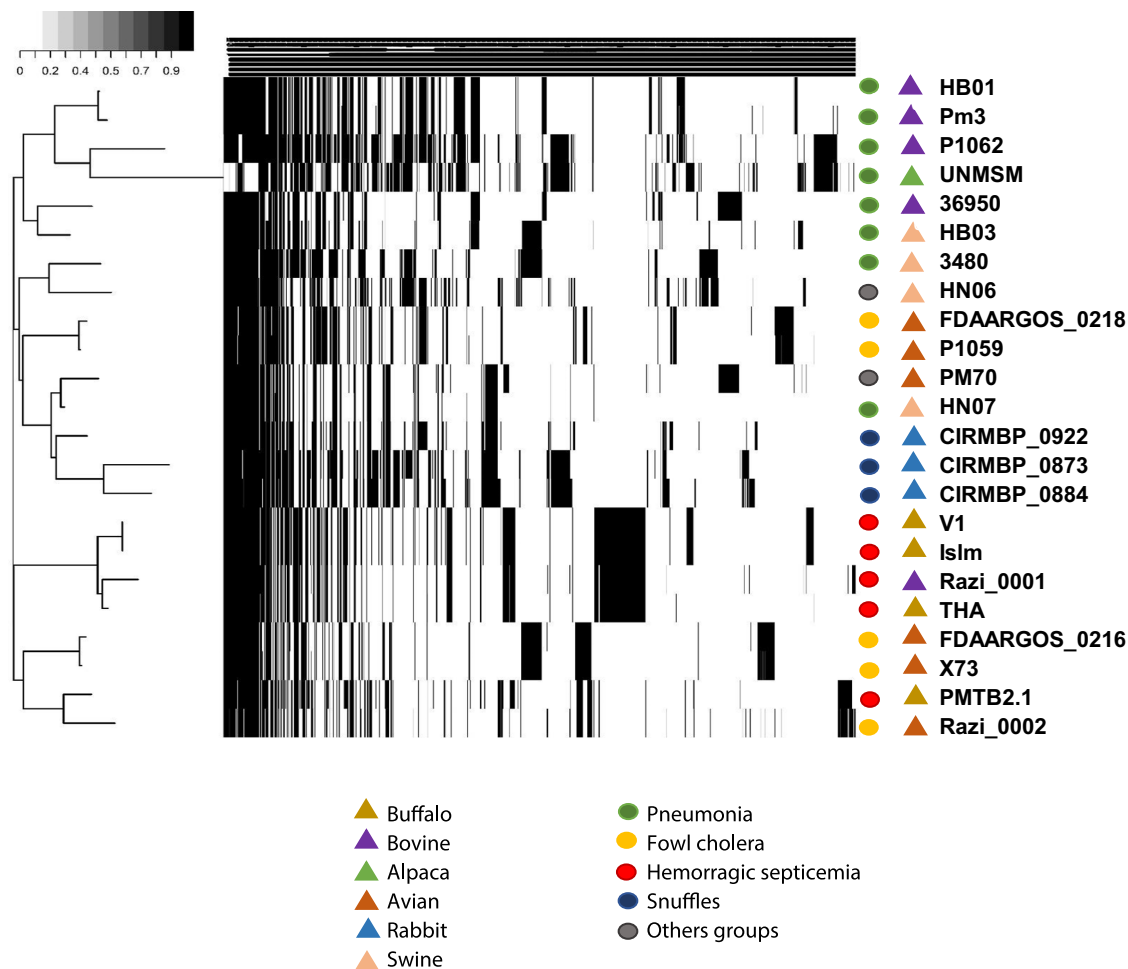 0 0.2 0.4 0.5 0.6 0.7 0.9
HB01
Pm3
P1062
UNMSM
36950
HB03
3480
HN06
FDAARGOS_0218
P1059
PM70
HN07
CIRMBP_0922
CIRMBP_0873
CIRMBP_0884
V1
Islm
Razi_0001
THA
FDAARGOS_0216
X73
PMTB2.1
Razi_0002
Buffalo
Bovine
Alpaca
Avian
Rabbit
Swine
Pneumonia
Fowl cholera
Hemorragic septicemia
Snuffles
Others groups